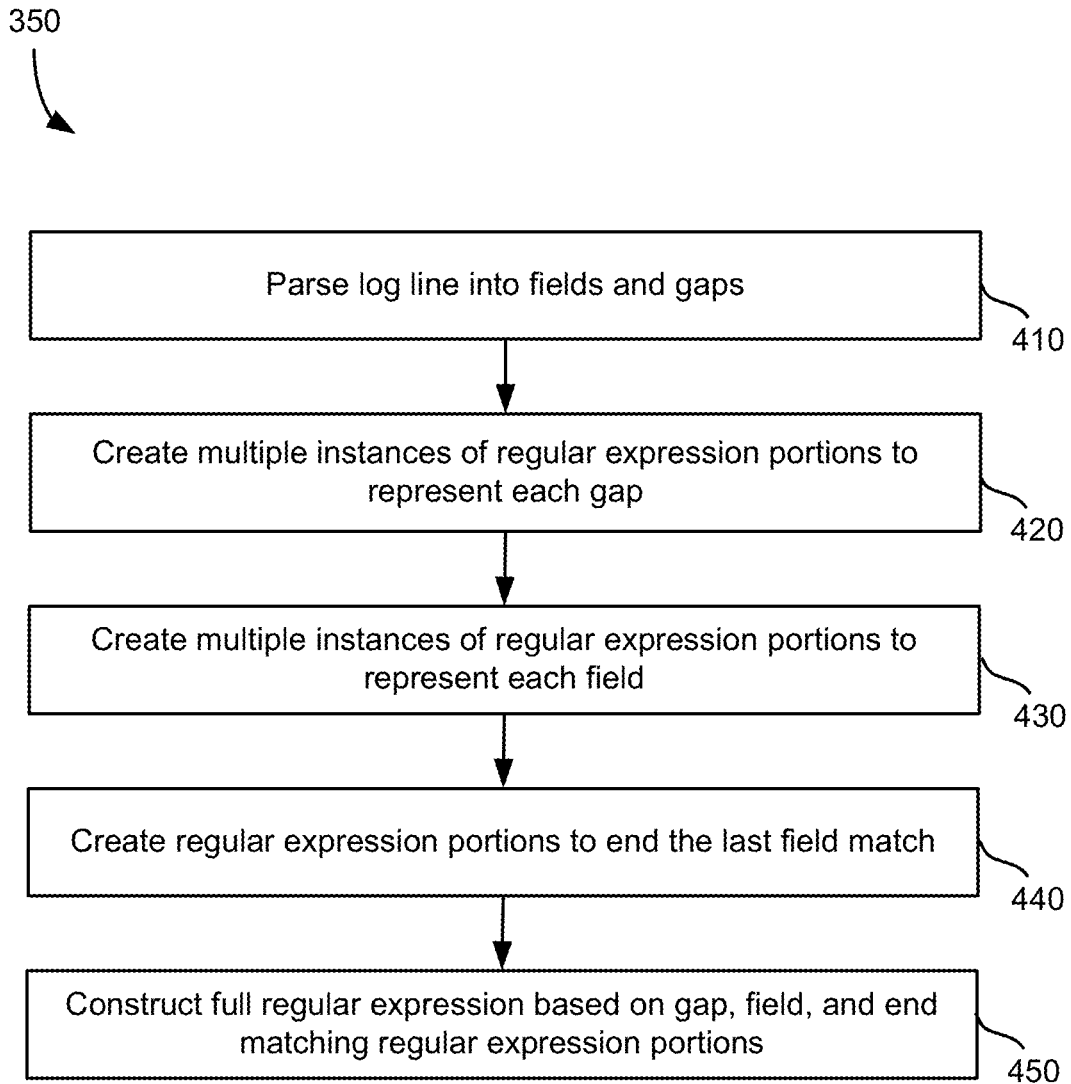 350
Parse log line into fields and gaps
410
Create multiple instances of regular expression portions to
represent each gap
420
Create multiple instances of regular expression portions to
represent each field
430
Create regular expression portions to end the last field match
440
Construct full regular expression based on gap, field, and end
matching regular expression portions
450